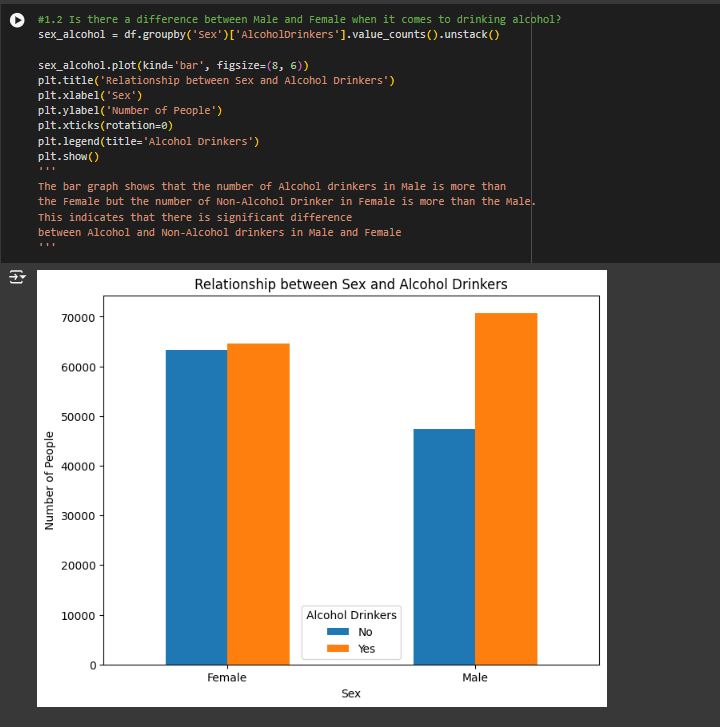 #1.2 Is there a difference between Male and Female when it comes to drinking alcohol?
sex_alcohol = df.groupby('Sex')['AlcoholDrinkers'].value_counts().unstack()
sex_alcohol.plot(kind='bar', figsize=(8, 6))
plt.title('Relationship between Sex and Alcohol Drinkers')
plt.xlabel('Sex')
plt.ylabel('Number of People')
plt.xticks(rotation=0)
plt.legend(title='Alcohol Drinkers')
plt.show()
'''
The bar graph shows that the number of Alcohol drinkers in Male is more than
the Female but the number of Non-Alcohol Drinker in Female is more than the Male.
This indicates that there is significant difference
between Alcohol and Non-Alcohol drinkers in Male and Female
'''
Relationship between Sex and Alcohol Drinkers
70000
60000
50000
40000
30000
20000
10000
0
Number of People
Alcohol Drinkers
No
Yes
Female
Male
Sex